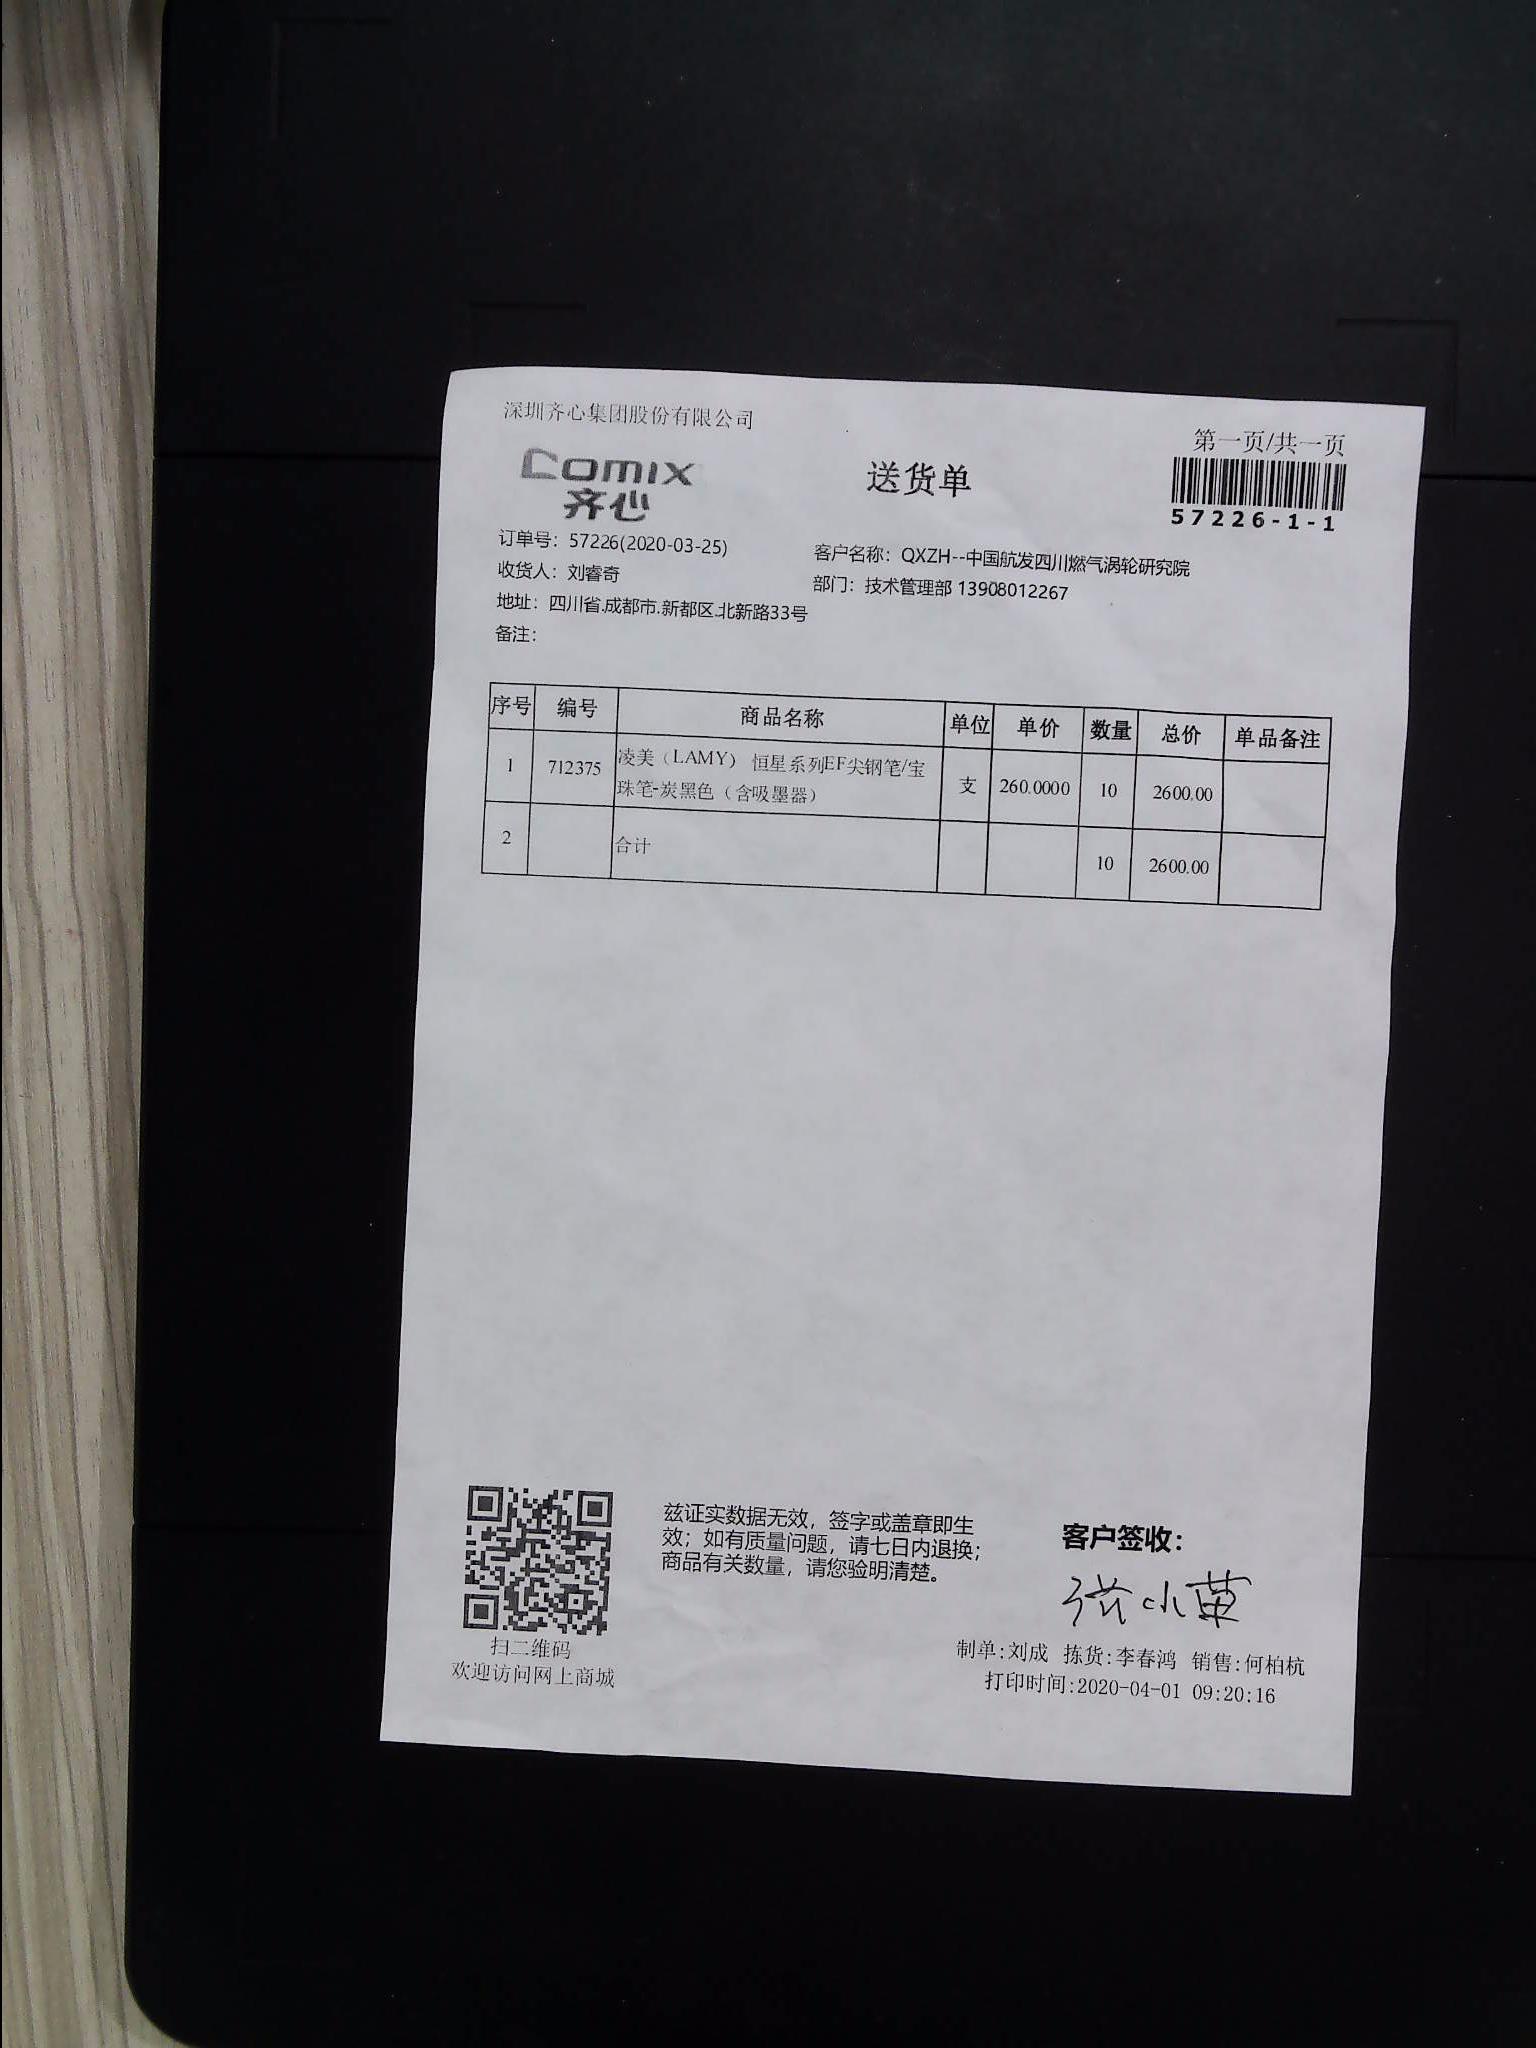 深圳齐心集团股份有限公司
第一页/共一页
comix
齐心
送货单
57226-1-1
订单号：57226(2020-03-25)
客户名称：QXZH--中国航发四川燃气涡轮研究院
收货人：刘睿奇
部门：技术管理部 13908012267
地址：四川省.成都市.新都区.北新路33号
备注：
序号 编号 商品名称 单位 单价 数量 总价 单品备注
1 712375 凌美（LAMY） 恒星系列EF尖钢笔/宝 支 260.0000 10 2600.00
珠笔-炭黑色（含吸墨器）
2 合计 10 2600.00
兹证实数据无效，签字或盖章即生
效；如有质量问题，请七日内退换；
商品有关数量，请您验明清楚。
客户签收：
小苗
扫二维码
欢迎访问网上商城
制单:刘成 拣货:李春鸿 销售:何柏杭
打印时间:2020-04-01 09:20:16